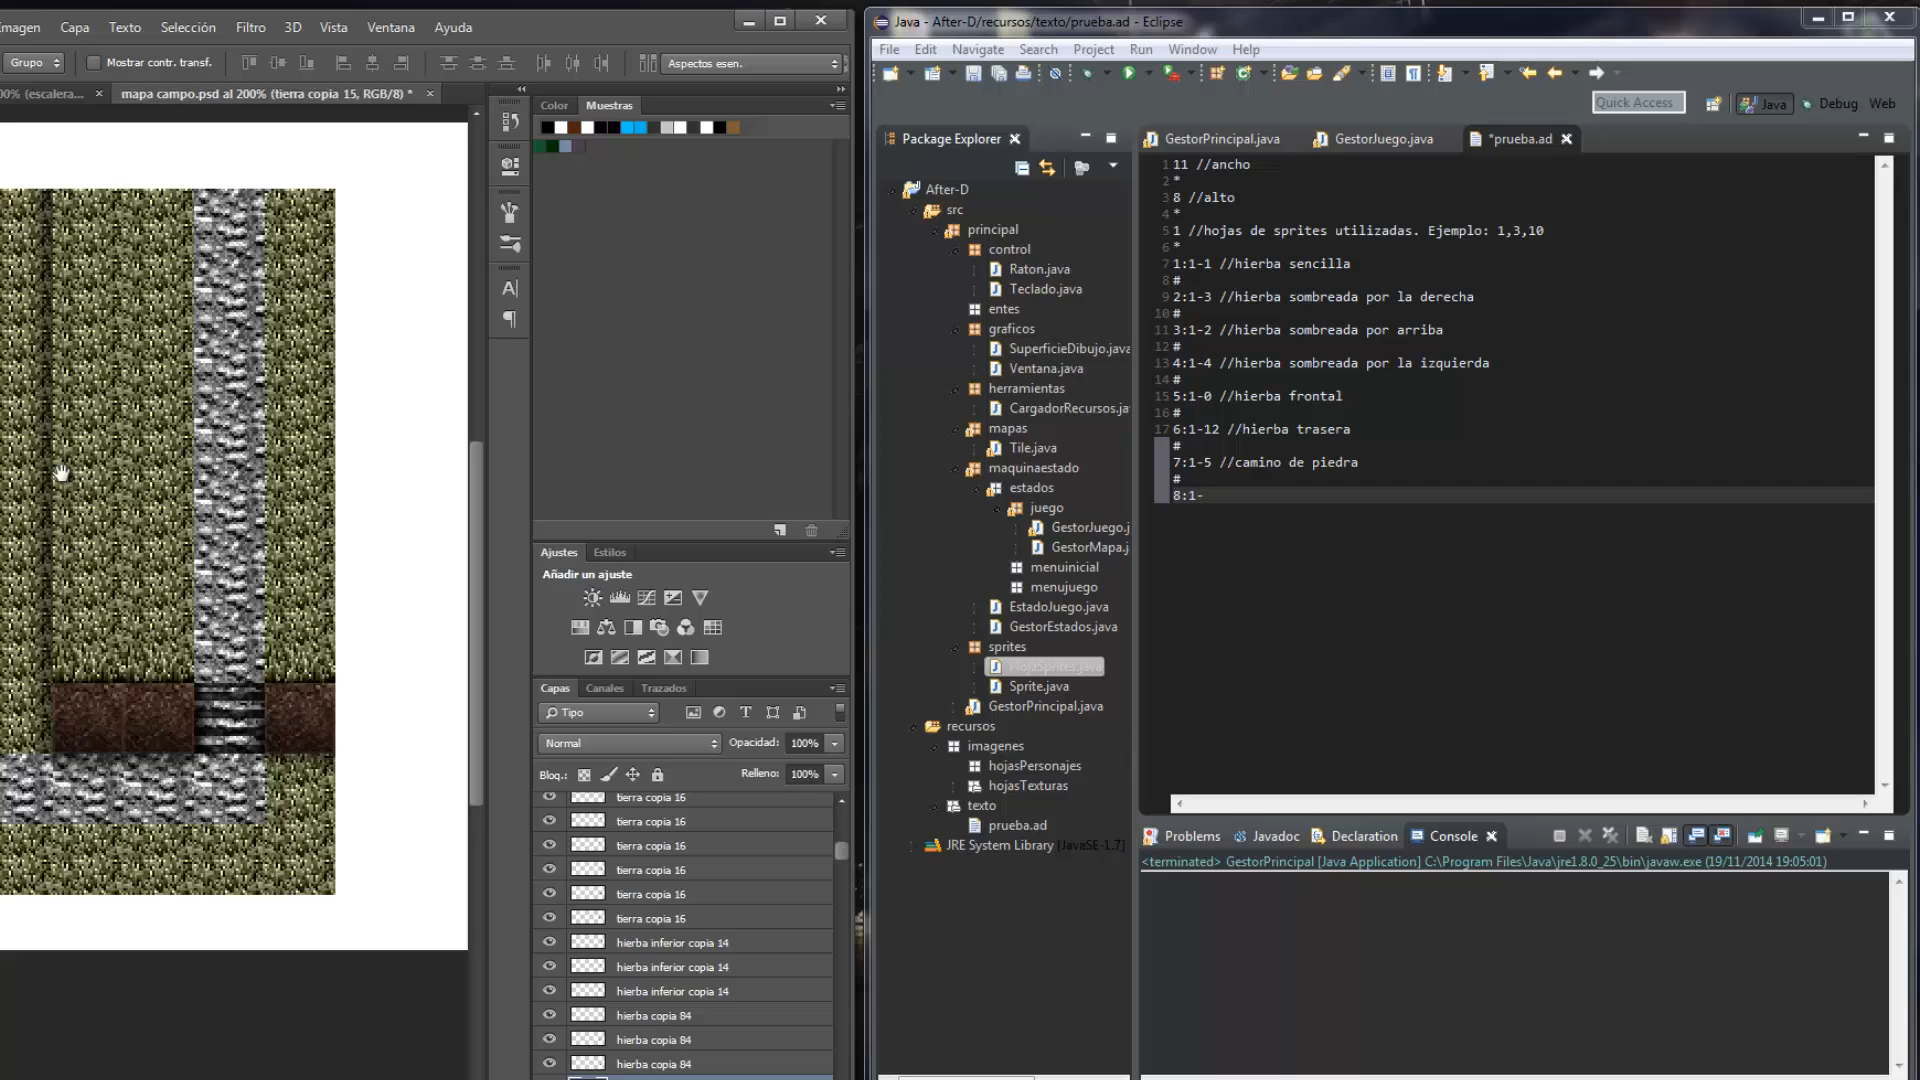 Imagen Capa Texto Selección Filtro 3D Vista Ventana Ayuda
Grupo Mostrar contr. transf. Aspectos esen.
00% (escalera... × mapa campo.psd al 200% (tierra copia 15, RGB/8) * ×
Color Muestras
Ajustes Estilos
Añadir un ajuste
Capas Canales Trazados
Tipo
Normal Opacidad: 100%
Bloq.: Relleno: 100%
tierra copia 16
tierra copia 16
tierra copia 16
tierra copia 16
tierra copia 16
tierra copia 16
hierba inferior copia 14
hierba inferior copia 14
hierba inferior copia 14
hierba copia 84
hierba copia 84
hierba copia 84
Java - After-D/recursos/texto/prueba.ad - Eclipse
File Edit Navigate Search Project Run Window Help
Quick Access Java Debug Web
Package Explorer
After-D
src
principal
control
Raton.java
Teclado.java
entes
graficos
SuperficieDibujo.java
Ventana.java
herramientas
CargadorRecursos.ja
mapas
Tile.java
maquinaestado
estados
juego
GestorJuego.j
GestorMapa.j
menuinicial
menujuego
EstadoJuego.java
GestorEstados.java
sprites
HojaSprites.java
Sprite.java
GestorPrincipal.java
recursos
imagenes
hojasPersonajes
hojasTexturas
texto
prueba.ad
JRE System Library [JavaSE-1.7]
GestorPrincipal.java GestorJuego.java *prueba.ad
1 11 //ancho
2 *
3 8 //alto
4 *
5 1 //hojas de sprites utilizadas. Ejemplo: 1,3,10
6 *
7 1:1-1 //hierba sencilla
8 #
9 2:1-3 //hierba sombreada por la derecha
10 #
11 3:1-2 //hierba sombreada por arriba
12 #
13 4:1-4 //hierba sombreada por la izquierda
14 #
15 5:1-0 //hierba frontal
16 #
17 6:1-12 //hierba trasera
#
7:1-5 //camino de piedra
#
8:1-
Problems Javadoc Declaration Console
<terminated> GestorPrincipal [Java Application] C:\Program Files\Java\jre1.8.0_25\bin\javaw.exe (19/11/2014 19:05:01)